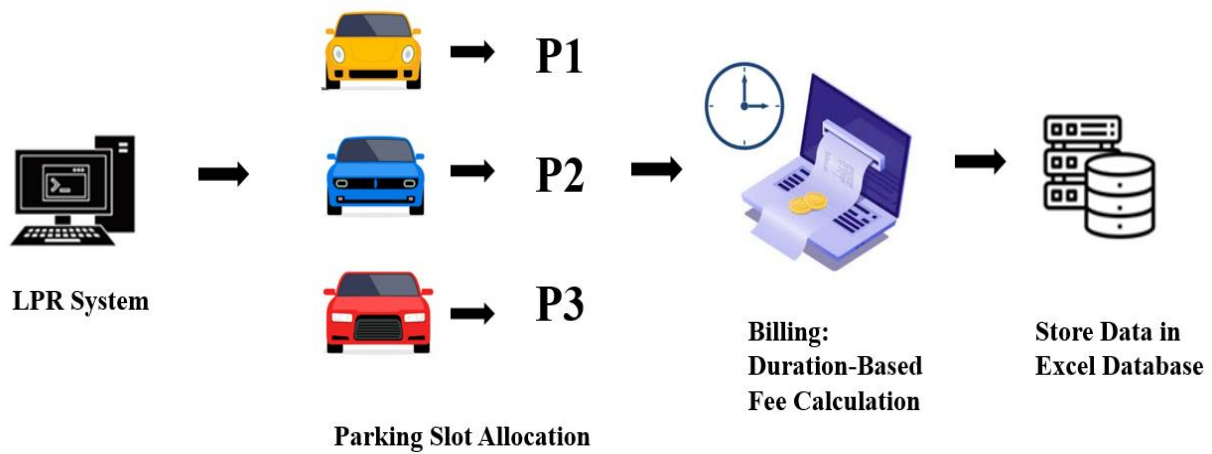 P1
P2
P3
LPR System
Parking Slot Allocation
Billing:
Duration-Based
Fee Calculation
Store Data in
Excel Database